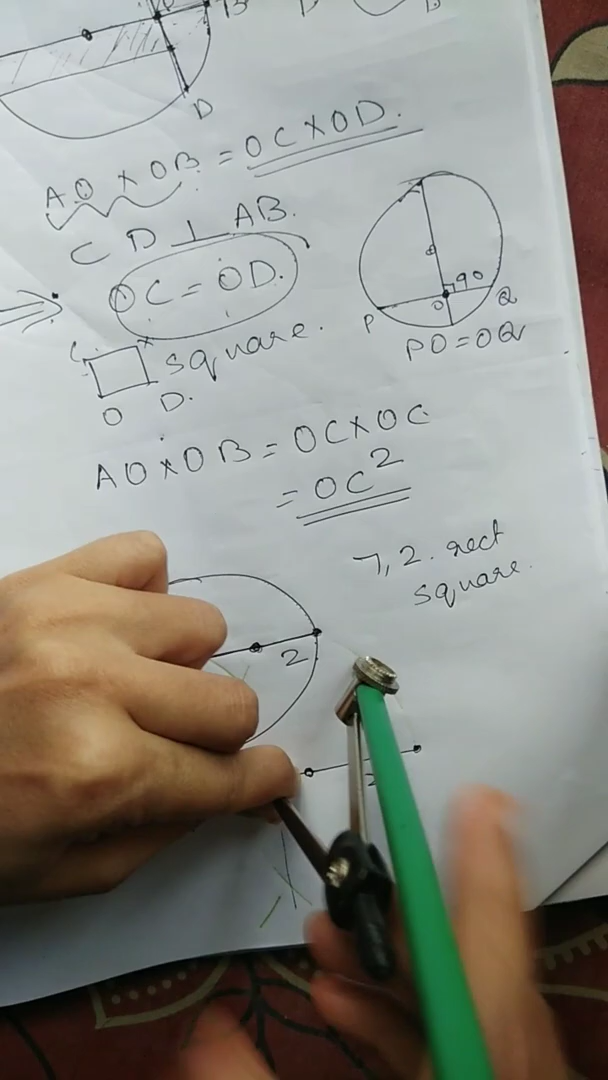 D
AO X OB = OC X OD.
CD ⊥ AB.
⇒ OC = OD.
90
P O Q
PO = OQ
C square.
O D.
AO X OB = OC X OC
= OC²
7, 2. rect
square.
2